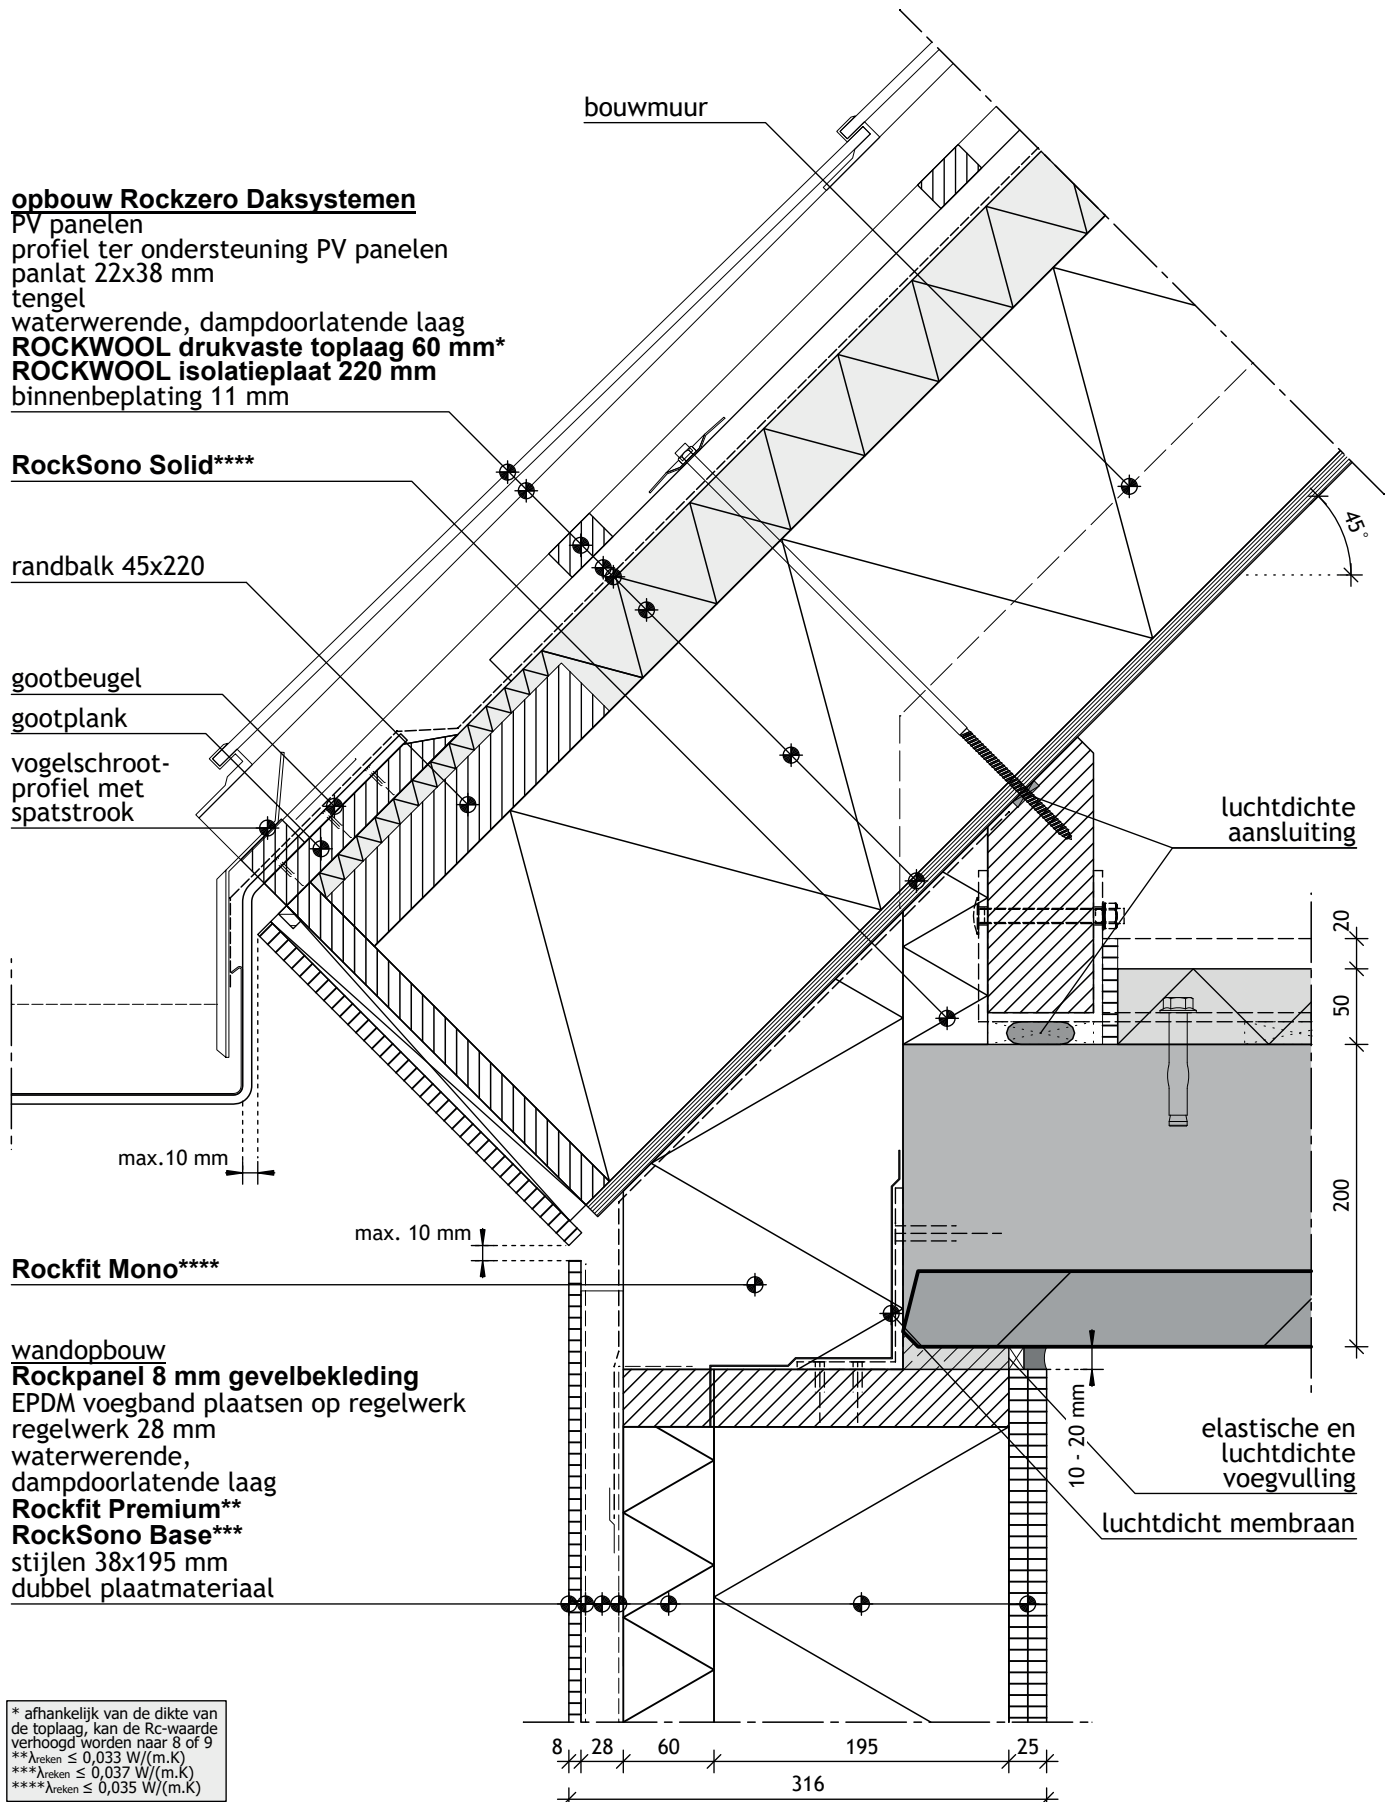 bouwmuur
opbouw Rockzero Daksystemen
PV panelen
profiel ter ondersteuning PV panelen
panlat 22x38 mm
tengel
waterwerende, dampdoorlatende laag
ROCKWOOL drukvaste toplaag 60 mm*
ROCKWOOL isolatieplaat 220 mm
binnenbeplating 11 mm
RockSono Solid****
45°
randbalk 45x220
gootbeugel
gootplank
vogelschroot-
profiel met
spatstrook
luchtdichte
aansluiting
20
50
200
max.10 mm
max. 10 mm
Rockfit Mono****
wandopbouw
Rockpanel 8 mm gevelbekleding
EPDM voegband plaatsen op regelwerk
regelwerk 28 mm
waterwerende,
dampdoorlatende laag
Rockfit Premium**
RockSono Base***
stijlen 38x195 mm
dubbel plaatmateriaal
10 - 20 mm
elastische en
luchtdichte
voegvulling
luchtdicht membraan
* afhankelijk van de dikte van
de toplaag, kan de Rc-waarde
verhoogd worden naar 8 of 9
**λreken ≤ 0,033 W/(m.K)
***λreken ≤ 0,037 W/(m.K)
****λreken ≤ 0,035 W/(m.K)
8 28 60 195 25
316